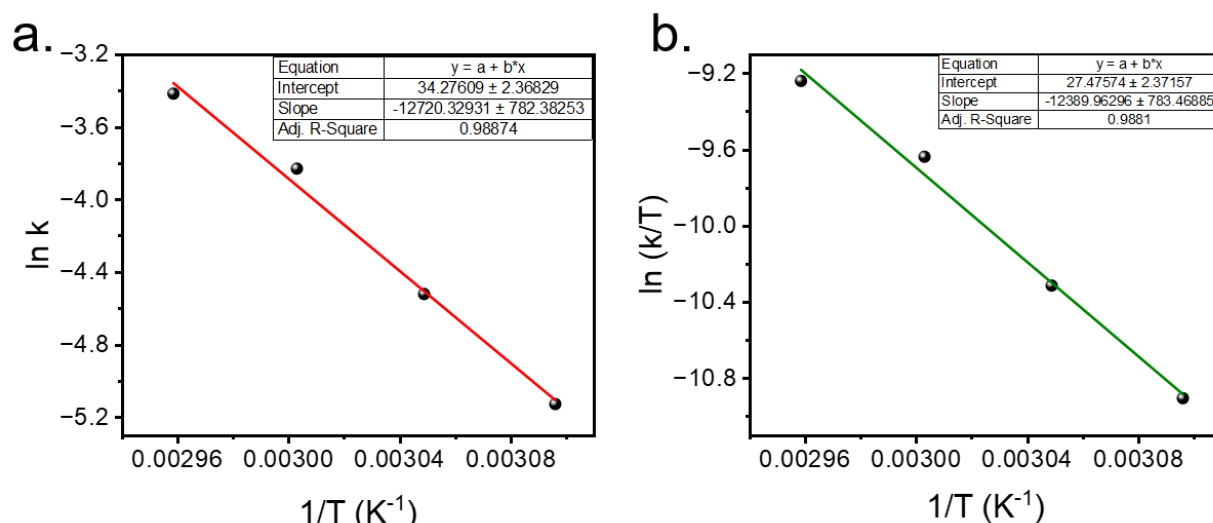 a.
Equation y = a + b*x
Intercept 34.27609 ± 2.36829
Slope -12720.32931 ± 782.38253
Adj. R-Square 0.98874
−3.2
−3.6
−4.0
−4.4
−4.8
−5.2
ln k
0.00296 0.00300 0.00304 0.00308
1/T (K⁻¹)
b.
Equation y = a + b*x
Intercept 27.47574 ± 2.37157
Slope -12389.96296 ± 783.46885
Adj. R-Square 0.9881
−9.2
−9.6
−10.0
−10.4
−10.8
ln (k/T)
0.00296 0.00300 0.00304 0.00308
1/T (K⁻¹)